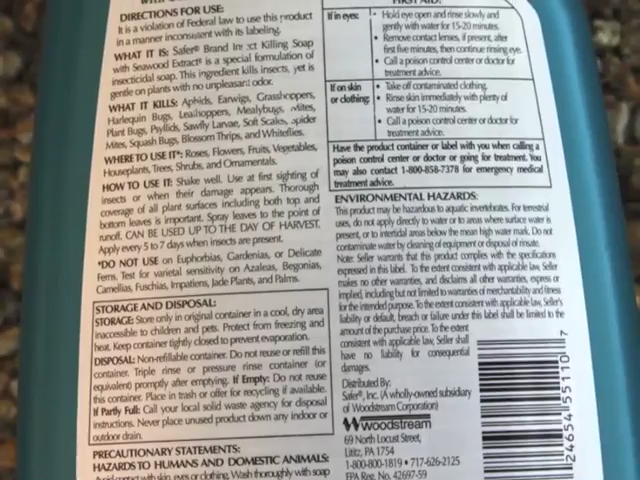 DIRECTIONS FOR USE:
It is a violation of Federal law to use this product
in a manner inconsistent with its labeling.
WHAT IT IS: Safer® Brand In ct Killing Soap
with Seaweed Extract® is a special formulation of
insecticidal soap. This ingredient kills insects, yet is
gentle on plants with no unpleasant odor.
WHAT IT KILLS: Aphids, Earwigs, Grasshoppers,
Harlequin Bugs, Leafhoppers, Mealybugs, Mites,
Plant Bugs, Psyllids, Sawfly Larvae, Soft Scales, Spider
Mites, Squash Bugs, Blossom Thrips, and Whiteflies.
WHERE TO USE IT*: Roses, Flowers, Fruits, Vegetables,
Houseplants, Trees, Shrubs, and Ornamentals.
HOW TO USE IT: Shake well. Use at first sighting of
insects or when their damage appears. Thorough
coverage of all plant surfaces including both top and
bottom leaves is important. Spray leaves to the point of
runoff. CAN BE USED UP TO THE DAY OF HARVEST.
Apply every 5 to 7 days when insects are present.
*DO NOT USE on Euphorbias, Gardenias, or Delicate
Ferns. Test for varietal sensitivity on Azaleas, Begonias,
Camellias, Fuschias, Impatiens, Jade Plants, and Palms.
STORAGE AND DISPOSAL:
STORAGE: Store only in original container in a cool, dry area
inaccessible to children and pets. Protect from freezing and
heat. Keep container tightly closed to prevent evaporation.
DISPOSAL: Non-refillable container. Do not reuse or refill this
container. Triple rinse or pressure rinse container (or
equivalent) promptly after emptying. If Empty: Do not reuse
this container. Place in trash or offer for recycling if available.
If Partly Full: Call your local solid waste agency for disposal
instructions. Never place unused product down any indoor or
outdoor drain.
PRECAUTIONARY STATEMENTS:
HAZARDS TO HUMANS AND DOMESTIC ANIMALS:
Avoid contact with skin, eyes or clothing. Wash thoroughly with soap
FIRST AID:
If in eyes:
• Hold eye open and rinse slowly and
gently with water for 15-20 minutes.
• Remove contact lenses, if present, after
first five minutes, then continue rinsing eye.
• Call a poison control center or doctor for
treatment advice.
If on skin
or clothing:
• Take off contaminated clothing.
• Rinse skin immediately with plenty of
water for 15-20 minutes.
• Call a poison control center or doctor for
treatment advice.
Have the product container or label with you when calling a
poison control center or doctor or going for treatment. You
may also contact 1-800-858-7378 for emergency medical
treatment advice.
ENVIRONMENTAL HAZARDS:
This product may be hazardous to aquatic invertebrates. For terrestrial
uses, do not apply directly to water or to areas where surface water is
present, or to intertidal areas below the mean high water mark. Do not
contaminate water by cleaning of equipment or disposal of rinsate.
Note: Seller warrants that this product complies with the specifications
expressed in this label. To the extent consistent with applicable law, Seller
makes no other warranties, and disclaims all other warranties, express or
implied, including but not limited to warranties of merchantability and fitness
for the intended purpose. To the extent consistent with applicable law, Seller's
liability or default, breach or failure under this label shall be limited to the
amount of the purchase price. To the extent
consistent with applicable law, Seller shall
have no liability for consequential
damages.
Distributed By:
Safer®, Inc. (A wholly-owned subsidiary
of Woodstream Corporation)
woodstream
69 North Locust Street,
Lititz, PA 1754
1-800-800-1819 • 717-626-2125
EPA Reg. No. 42697-59
24654 55110 7